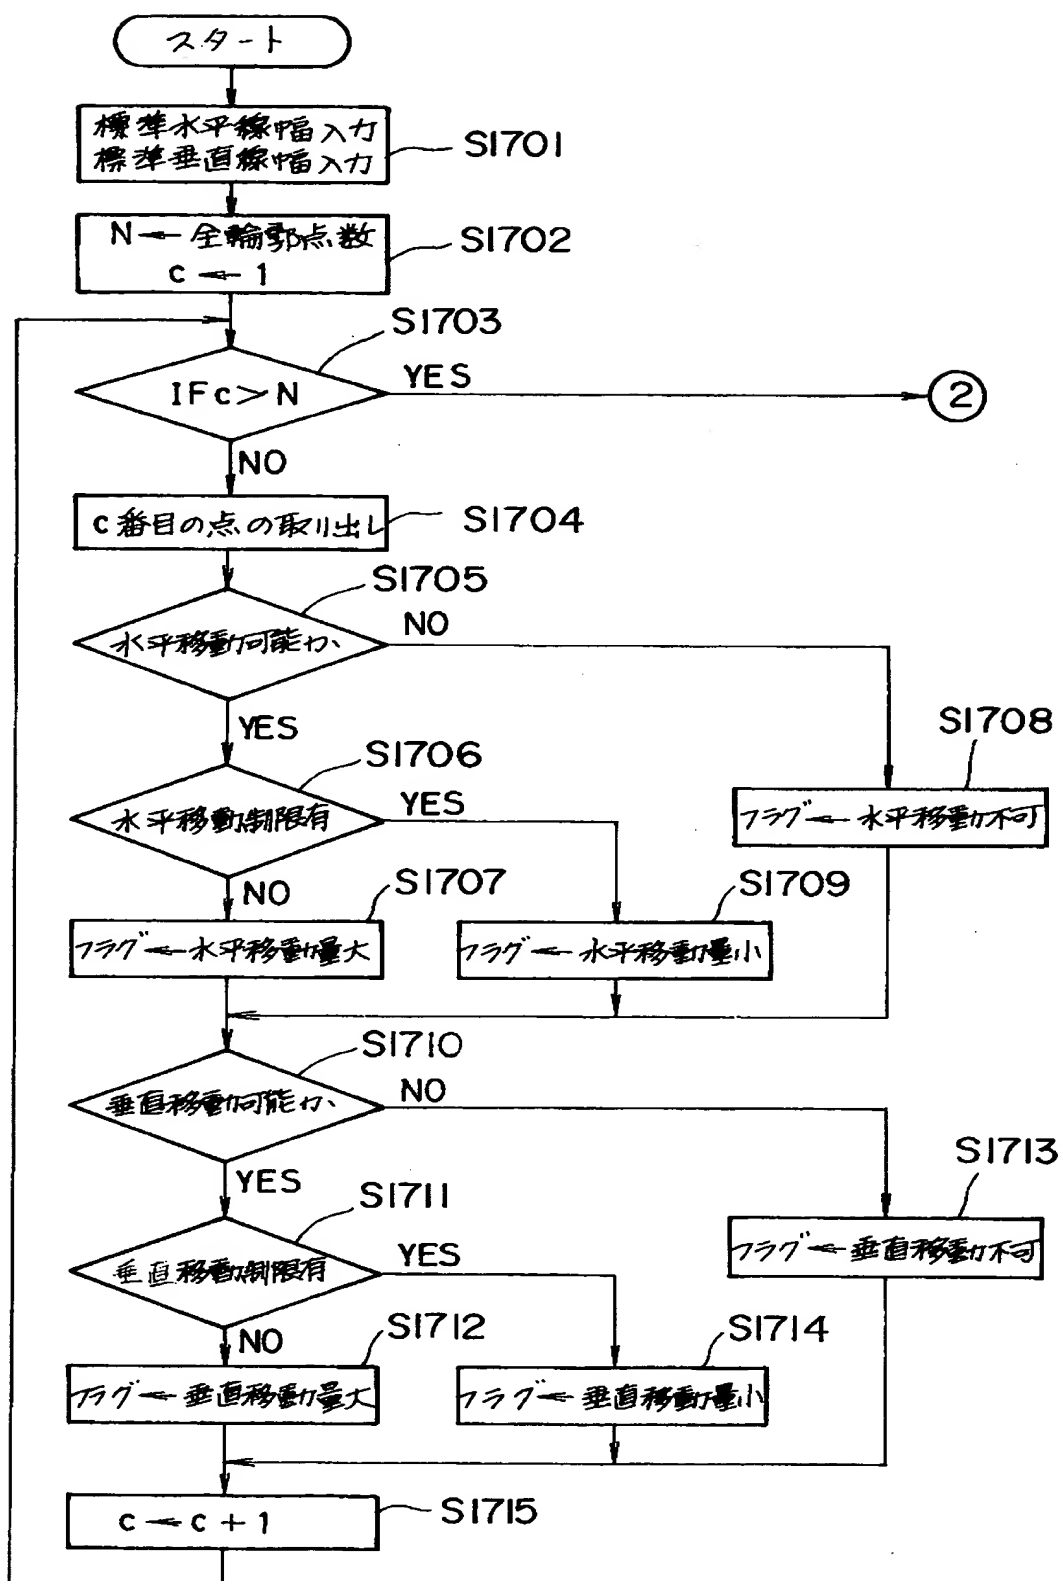 スタート
標準水平線幅入力
標準垂直線幅入力
S1701
N ← 全輪郭点数
c ← 1
S1702
S1703
IF c > N
YES
2
NO
c番目の点の取り出し
S1704
S1705
水平移動可能か
NO
YES
S1706
水平移動制限有
YES
S1708
フラグ ← 水平移動不可
NO
S1707
フラグ ← 水平移動量大
S1709
フラグ ← 水平移動量小
S1710
垂直移動可能か
NO
YES
S1711
垂直移動制限有
YES
S1713
フラグ ← 垂直移動不可
NO
S1712
フラグ ← 垂直移動量大
S1714
フラグ ← 垂直移動量小
c ← c + 1
S1715